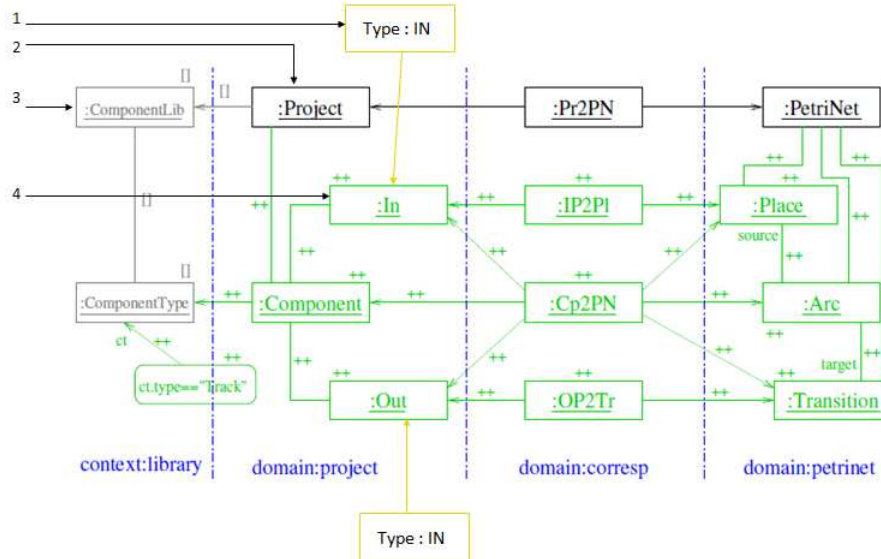 1
Type : IN
2
[]
[]
3
:ComponentLib
:Project
:Pr2PN
:PetriNet
++
++
++
++
++
++
4
[]
++
:In
++
:IP2Pl
++
:Place
++
source
++
++
++
++
[]
++
++
++
:ComponentType
++
:Component
++
:Cp2PN
++
:Arc
ct
++
++
++
++
target
++
ct.type=="Track"
++
++
++
++
++
++
++
:Out
++
:OP2Tr
++
:Transition
context:library
domain:project
domain:corresp
domain:petrinet
Type : IN